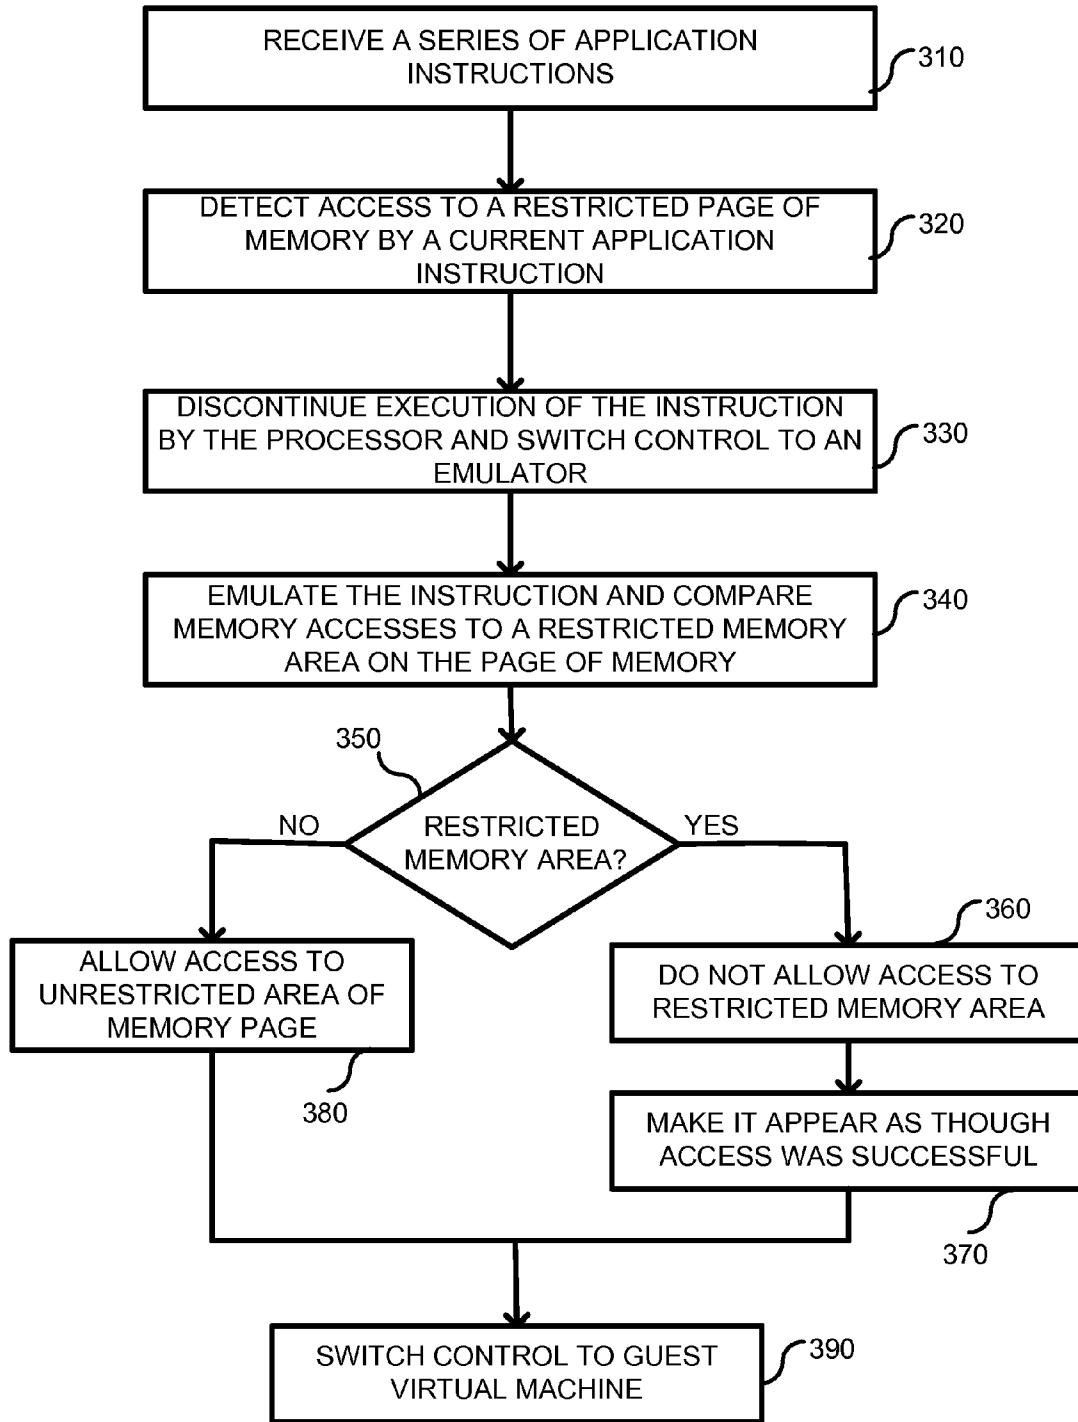 RECEIVE A SERIES OF APPLICATION
INSTRUCTIONS
310
DETECT ACCESS TO A RESTRICTED PAGE OF
MEMORY BY A CURRENT APPLICATION
INSTRUCTION
320
DISCONTINUE EXECUTION OF THE INSTRUCTION
BY THE PROCESSOR AND SWITCH CONTROL TO AN
EMULATOR
330
EMULATE THE INSTRUCTION AND COMPARE
MEMORY ACCESSES TO A RESTRICTED MEMORY
AREA ON THE PAGE OF MEMORY
340
350
RESTRICTED
MEMORY AREA?
NO
YES
ALLOW ACCESS TO
UNRESTRICTED AREA OF
MEMORY PAGE
380
360
DO NOT ALLOW ACCESS TO
RESTRICTED MEMORY AREA
MAKE IT APPEAR AS THOUGH
ACCESS WAS SUCCESSFUL
370
SWITCH CONTROL TO GUEST
VIRTUAL MACHINE
390